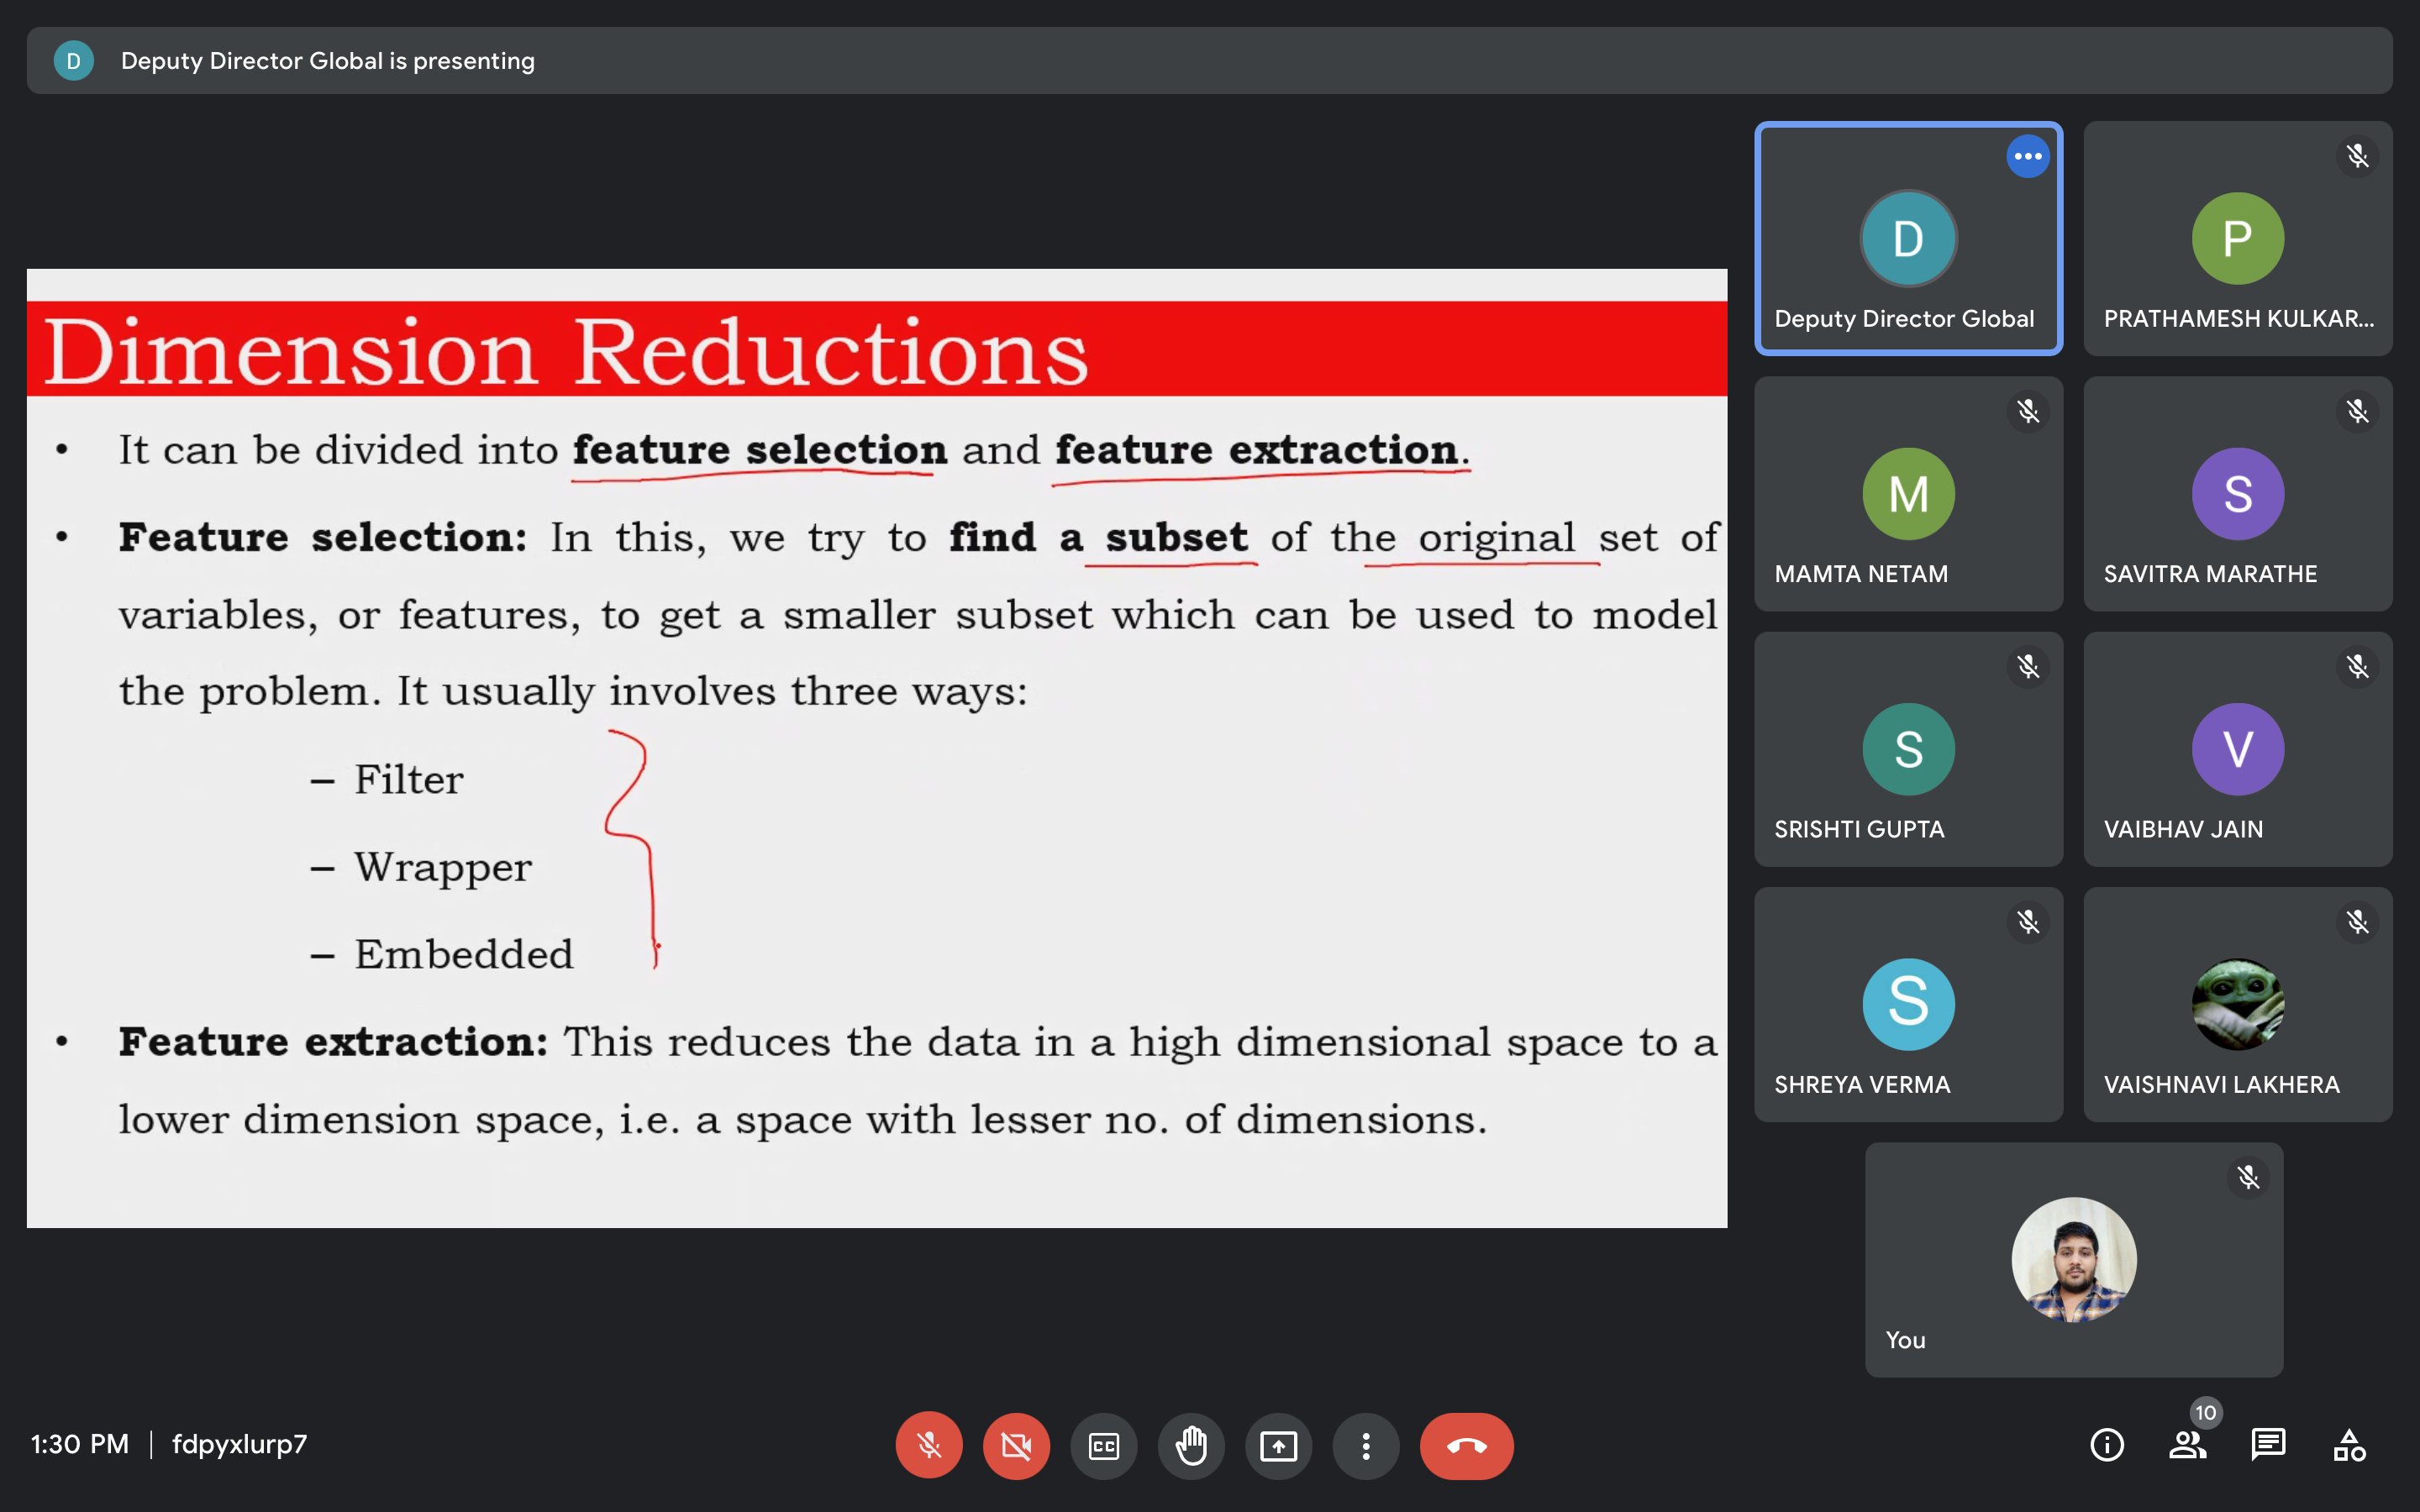 D
Deputy Director Global is presenting
Dimension Reductions
• It can be divided into feature selection and feature extraction.
• Feature selection: In this, we try to find a subset of the original set of
variables, or features, to get a smaller subset which can be used to model
the problem. It usually involves three ways:
– Filter
– Wrapper
– Embedded
• Feature extraction: This reduces the data in a high dimensional space to a
lower dimension space, i.e. a space with lesser no. of dimensions.
D
Deputy Director Global
P
PRATHAMESH KULKAR...
M
MAMTA NETAM
S
SAVITRA MARATHE
S
SRISHTI GUPTA
V
VAIBHAV JAIN
S
SHREYA VERMA
VAISHNAVI LAKHERA
You
1:30 PM | fdpyxlurp7
CC
10